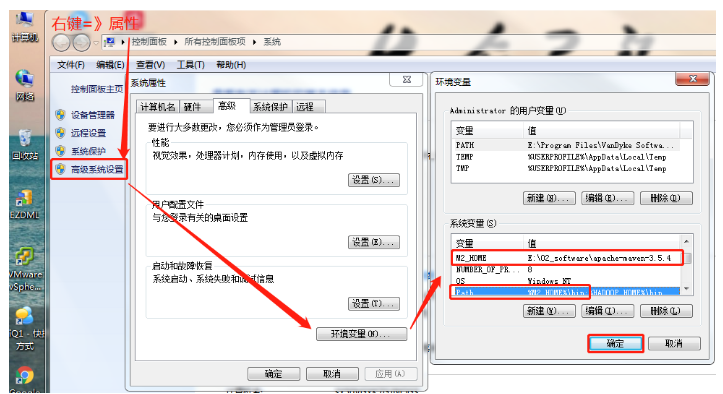 右键=》属性
计算机
网络
回收站
EZDML
VMware
vSphe...
iQ1 - 快捷
方式
Google
控制面板 ▸ 所有控制面板项 ▸ 系统
文件(F) 编辑(E) 查看(V) 工具(T) 帮助(H)
控制面板主页
设备管理器
远程设置
系统保护
高级系统设置
系统属性
计算机名 硬件 高级 系统保护 远程
要进行大多数更改，您必须作为管理员登录。
性能
视觉效果，处理器计划，内存使用，以及虚拟内存
设置(S)...
用户配置文件
与您登录有关的桌面设置
设置(E)...
启动和故障恢复
系统启动、系统失败和调试信息
设置(T)...
环境变量(N)...
确定 取消 应用(A)
环境变量
Administrator 的用户变量(U)
变量 值
PATH E:\Program Files\VanDyke Softwa...
TEMP %USERPROFILE%\AppData\Local\Temp
TMP %USERPROFILE%\AppData\Local\Temp
新建(N)... 编辑(E)... 删除(D)
系统变量(S)
变量 值
M2_HOME E:\02_software\apache-maven-3.5.4
NUMBER_OF_PR... 8
OS Windows_NT
Path %M2_HOME%\bin;%HADOOP_HOME%\bin
新建(W)... 编辑(I)... 删除(L)
确定 取消